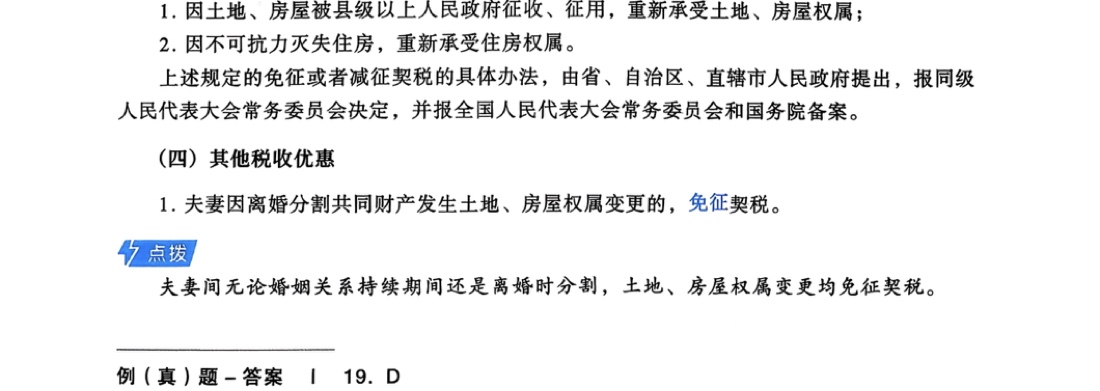 1. 因土地、房屋被县级以上人民政府征收、征用，重新承受土地、房屋权属；
2. 因不可抗力灭失住房，重新承受住房权属。
上述规定的免征或者减征契税的具体办法，由省、自治区、直辖市人民政府提出，报同级
人民代表大会常务委员会决定，并报全国人民代表大会常务委员会和国务院备案。
（四）其他税收优惠
1. 夫妻因离婚分割共同财产发生土地、房屋权属变更的，免征契税。
点拨
夫妻间无论婚姻关系持续期间还是离婚时分割，土地、房屋权属变更均免征契税。
例（真）题－答案 | 19. D